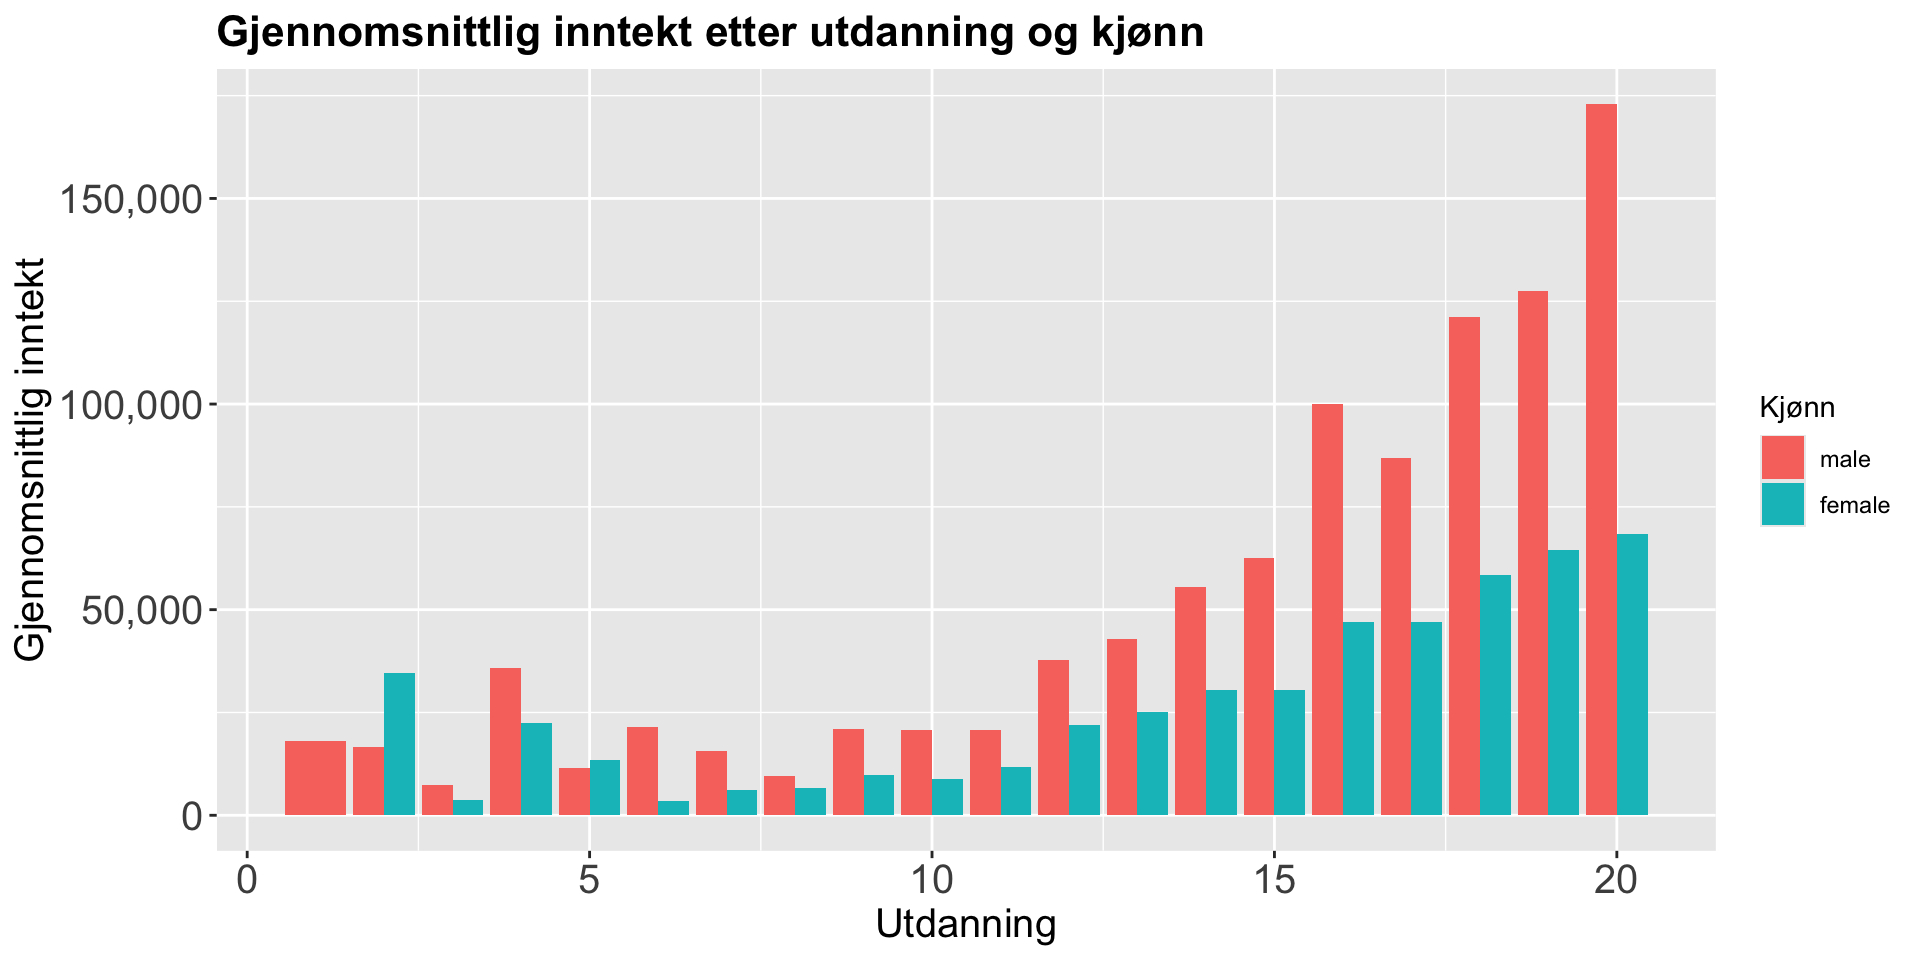 Gjennomsnittlig inntekt etter utdanning og kjønn
Gjennomsnittlig inntekt
150,000
100,000
50,000
0
0 5 10 15 20
Utdanning
Kjønn
male
female